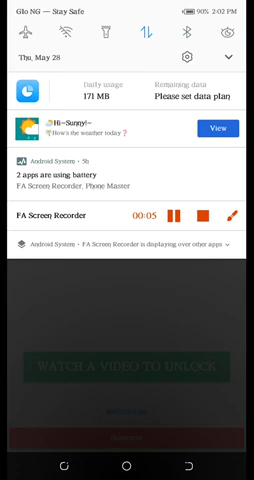 Glo NG — Stay Safe
90% 2:02 PM
Thu, May 28
Daily usage
171 MB
Remaining data
Please set data plan
Hi~Sunny!~
How's the weather today❓
View
Android System • 5h
2 apps are using battery
FA Screen Recorder, Phone Master
FA Screen Recorder 00:05
Android System • FA Screen Recorder is displaying over other apps
WATCH A VIDEO TO UNLOCK